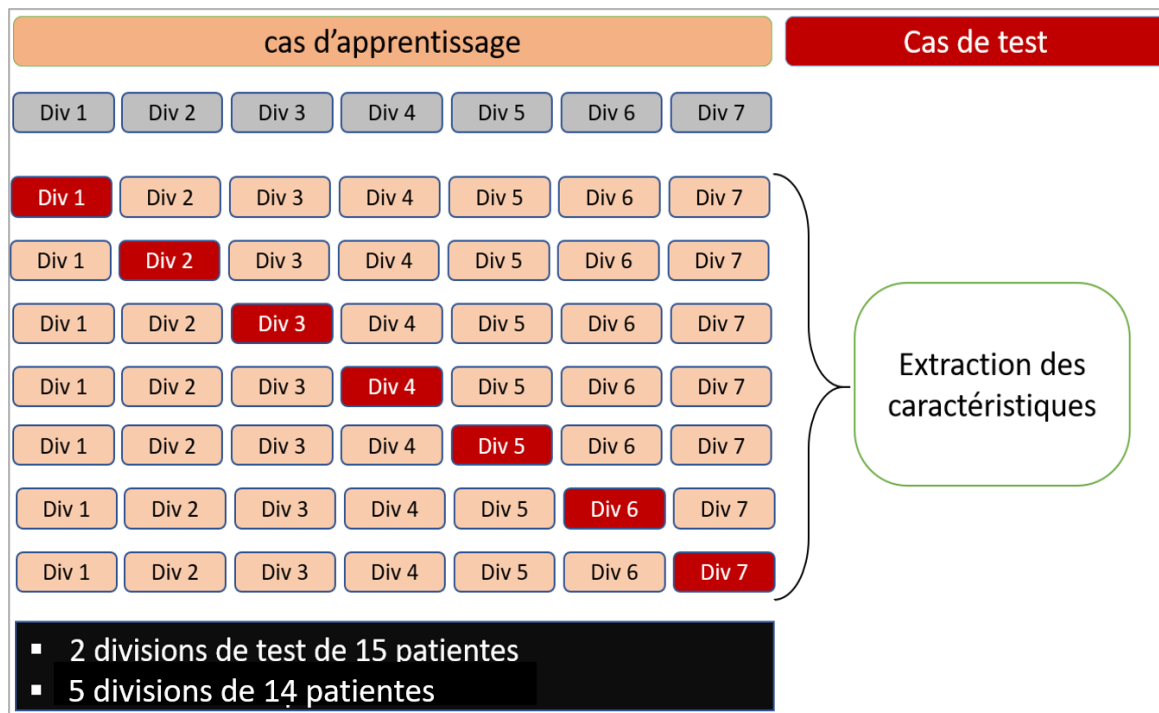 cas d’apprentissage Cas de test
Div 1 Div 2 Div 3 Div 4 Div 5 Div 6 Div 7
Div 1 Div 2 Div 3 Div 4 Div 5 Div 6 Div 7
Div 1 Div 2 Div 3 Div 4 Div 5 Div 6 Div 7
Div 1 Div 2 Div 3 Div 4 Div 5 Div 6 Div 7
Div 1 Div 2 Div 3 Div 4 Div 5 Div 6 Div 7
Div 1 Div 2 Div 3 Div 4 Div 5 Div 6 Div 7
Div 1 Div 2 Div 3 Div 4 Div 5 Div 6 Div 7
Div 1 Div 2 Div 3 Div 4 Div 5 Div 6 Div 7
Extraction des
caractéristiques
▪ 2 divisions de test de 15 patientes
▪ 5 divisions de 14 patientes